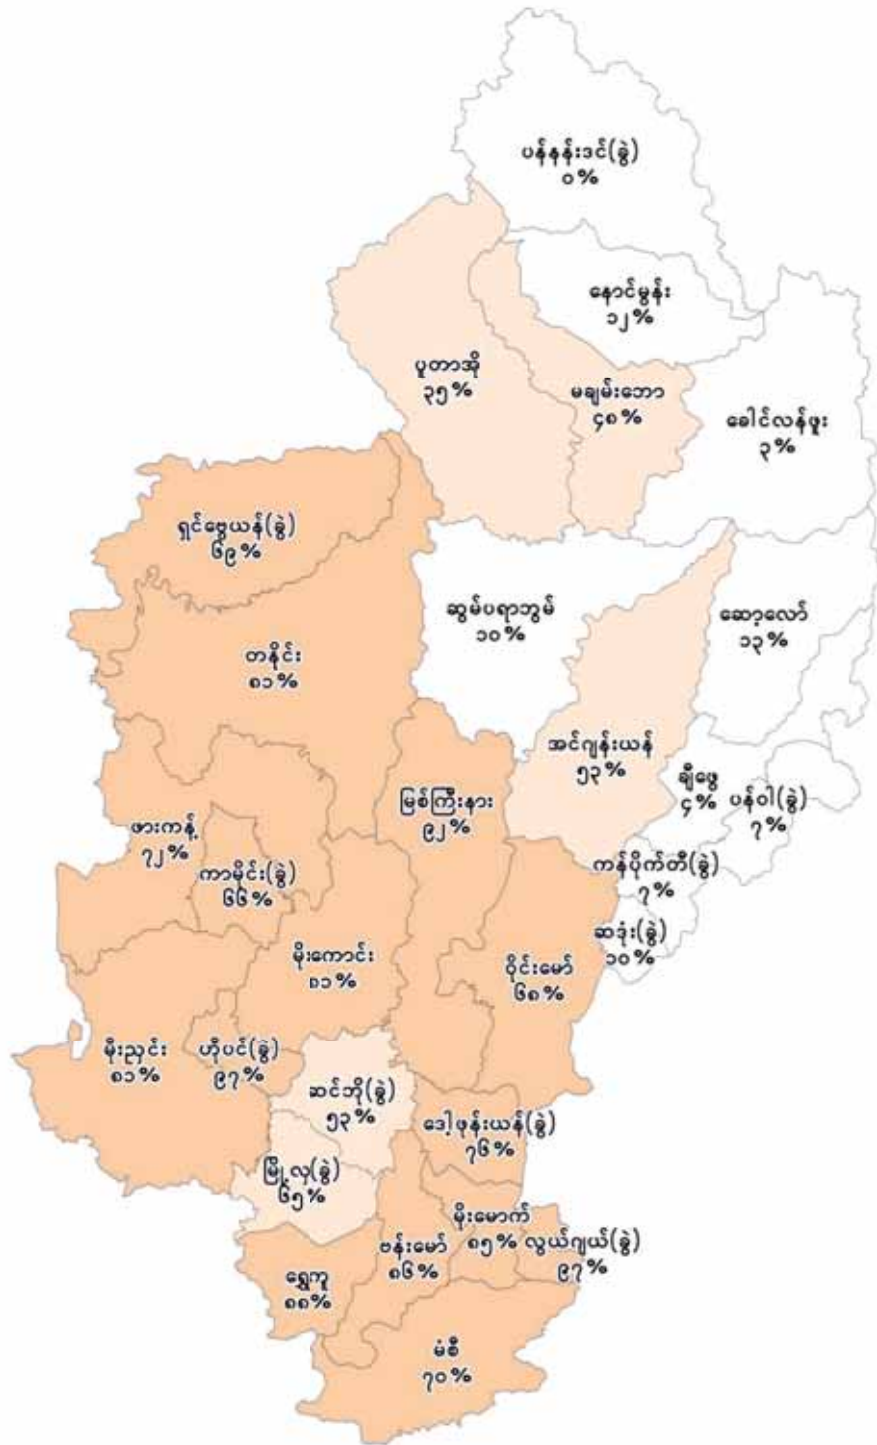 ပန်နန်းဒင်(ခွဲ)
၀%
နောင်မွန်း
၁၂%
ပူတာအို
၃၅%
မချမ်းဘော
၄၈%
ခေါင်လန်ဖူး
၃%
ရှင်ဗွေယန်(ခွဲ)
၆၉%
ဆွမ်ပရာဘွမ်
၁၀%
ဆော့လော်
၁၃%
တနိုင်း
၈၁%
အင်ဂျန်းယန်
၅၃%
ချီဖွေ
၄%
ပန်ဝါ(ခွဲ)
၇%
မြစ်ကြီးနား
၉၂%
ဖားကန့်
၇၂%
ကာမိုင်း(ခွဲ)
၆၆%
ကန်ပိုက်တီ(ခွဲ)
၇%
ဆဒုံး(ခွဲ)
၁၀%
မိုးကောင်း
၈၁%
ဝိုင်းမော်
၆၈%
မိုးညှင်း
၈၁%
ဟိုပင်(ခွဲ)
၉၇%
ဆင်ဘို(ခွဲ)
၅၃%
ဒေါ့ဖုန်းယန်(ခွဲ)
၇၆%
မြို့လှ(ခွဲ)
၆၅%
မိုးမောက်
၈၅%
လွယ်ဂျယ်(ခွဲ)
၉၇%
ဗန်းမော်
၈၆%
ရွှေကူ
၈၈%
မံစီ
၇၀%